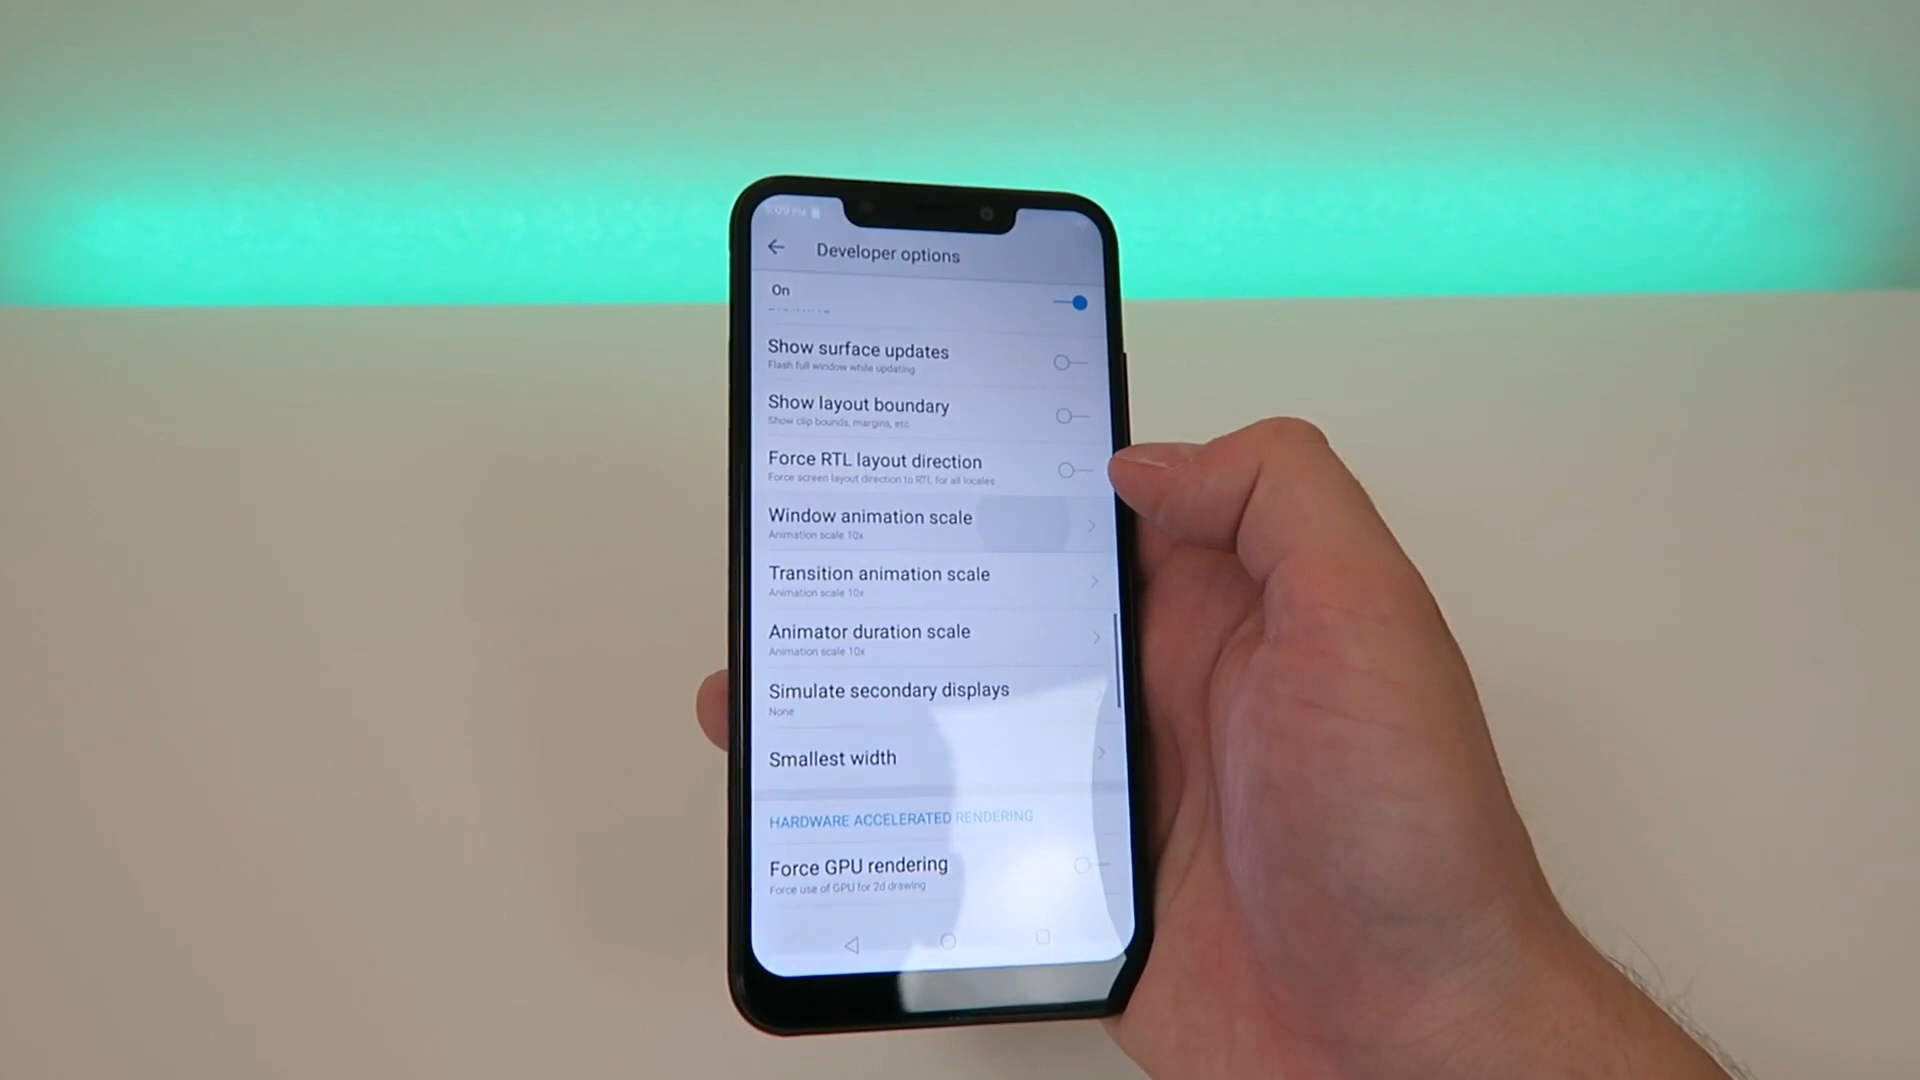 Developer options
On
Show surface updates
Flash full window while updating
Show layout boundary
Show clip bounds, margins, etc.
Force RTL layout direction
Force screen layout direction to RTL for all locales
Window animation scale
Animation scale 10x
Transition animation scale
Animation scale 10x
Animator duration scale
Animation scale 10x
Simulate secondary displays
None
Smallest width
HARDWARE ACCELERATED RENDERING
Force GPU rendering
Force use of GPU for 2d drawing